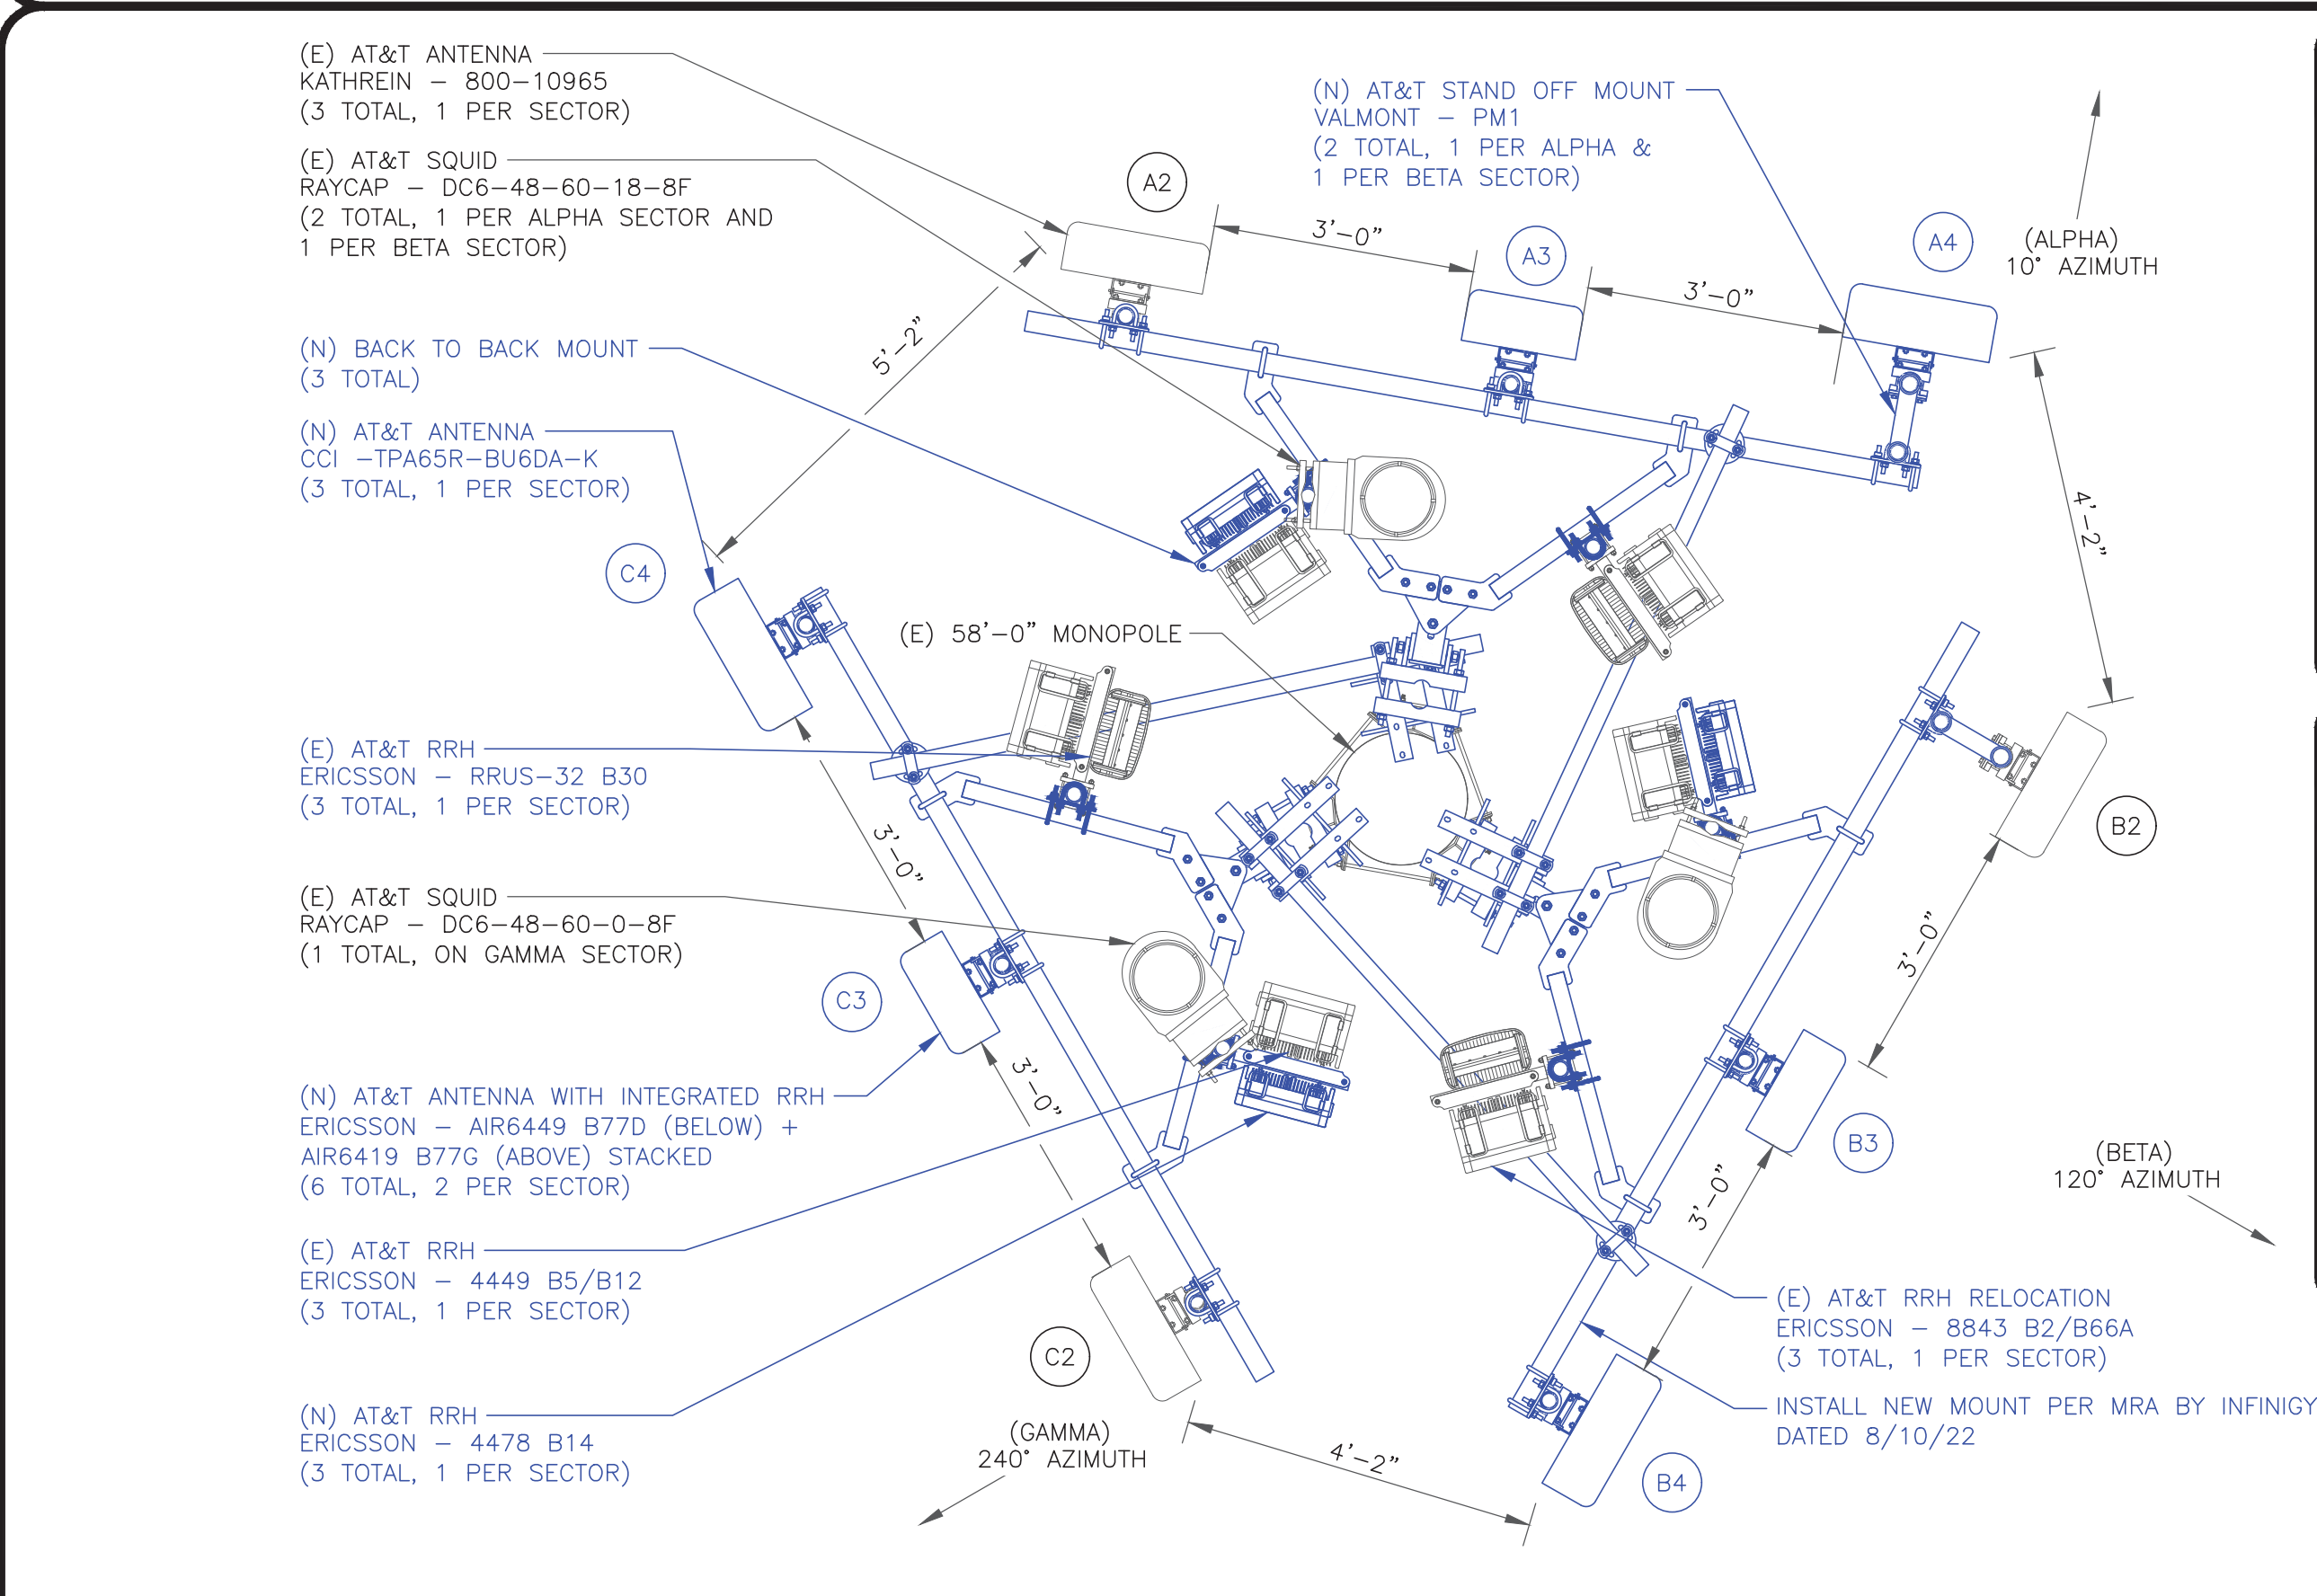 (E) AT&T ANTENNA
KATHREIN - 800-10965
(3 TOTAL, 1 PER SECTOR)
(E) AT&T SQUID
RAYCAP - DC6-48-60-18-8F
(2 TOTAL, 1 PER ALPHA SECTOR AND
1 PER BETA SECTOR)
(N) BACK TO BACK MOUNT
(3 TOTAL)
(N) AT&T ANTENNA
CCI -TPA65R-BU6DA-K
(3 TOTAL, 1 PER SECTOR)
(E) 58'-0" MONOPOLE
(E) AT&T RRH
ERICSSON - RRUS-32 B30
(3 TOTAL, 1 PER SECTOR)
(E) AT&T SQUID
RAYCAP - DC6-48-60-0-8F
(1 TOTAL, ON GAMMA SECTOR)
(N) AT&T ANTENNA WITH INTEGRATED RRH
ERICSSON - AIR6449 B77D (BELOW) +
AIR6419 B77G (ABOVE) STACKED
(6 TOTAL, 2 PER SECTOR)
(E) AT&T RRH
ERICSSON - 4449 B5/B12
(3 TOTAL, 1 PER SECTOR)
(N) AT&T RRH
ERICSSON - 4478 B14
(3 TOTAL, 1 PER SECTOR)
(N) AT&T STAND OFF MOUNT
VALMONT - PM1
(2 TOTAL, 1 PER ALPHA &
1 PER BETA SECTOR)
A2
3'-0"
A3
3'-0"
A4
(ALPHA)
10° AZIMUTH
5'-2"
4'-2"
C4
3'-0"
C3
3'-0"
C2
(GAMMA)
240° AZIMUTH
4'-2"
B2
3'-0"
B3
3'-0"
B4
(BETA)
120° AZIMUTH
(E) AT&T RRH RELOCATION
ERICSSON - 8843 B2/B66A
(3 TOTAL, 1 PER SECTOR)
INSTALL NEW MOUNT PER MRA BY INFINIGY
DATED 8/10/22